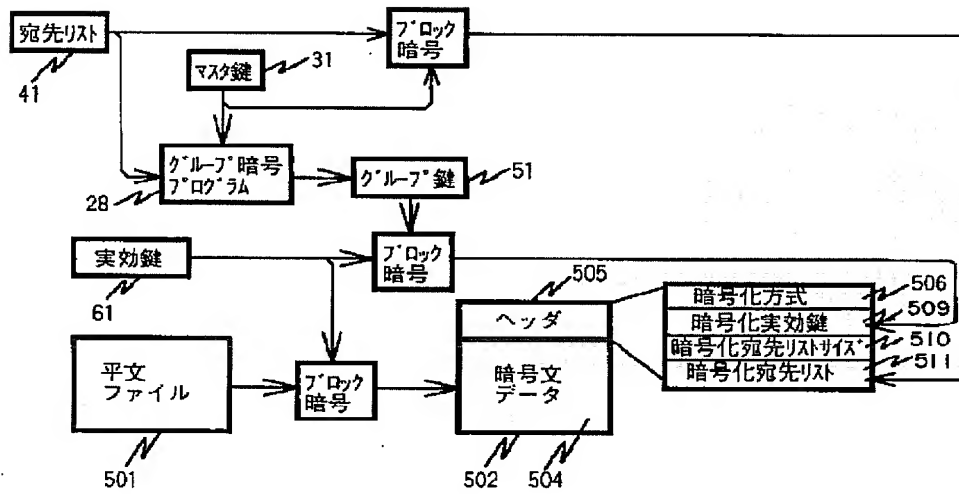 宛先リスト
41
マスタ鍵
31
ブロック
暗号
グループ暗号
プログラム
28
グループ鍵
51
実効鍵
61
ブロック
暗号
505
ヘッダ
暗号化方式
506
暗号化実効鍵
509
暗号化宛先リストサイズ
510
暗号化宛先リスト
511
平文
ファイル
501
ブロック
暗号
暗号文
データ
502
504